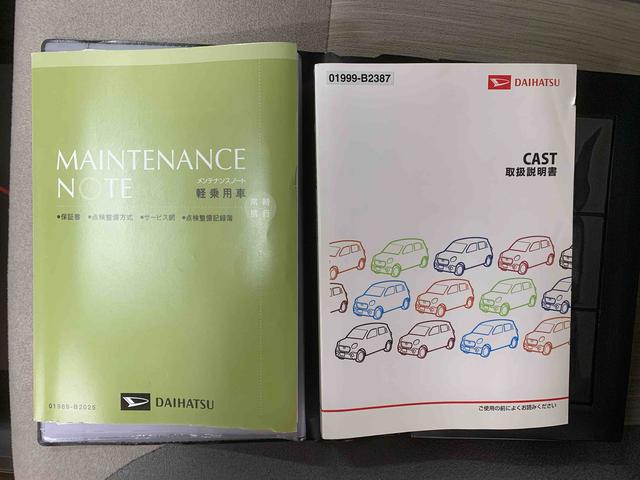 MAINTENANCE
NOTE
メンテナンスノート
軽乗用車
常時
携行
●保証書 ●点検整備方式 ●サービス網 ●点検整備記録簿
01989-B2025
DAIHATSU
01999-B2387
DAIHATSU
CAST
取扱説明書
ご使用の前によくお読みください